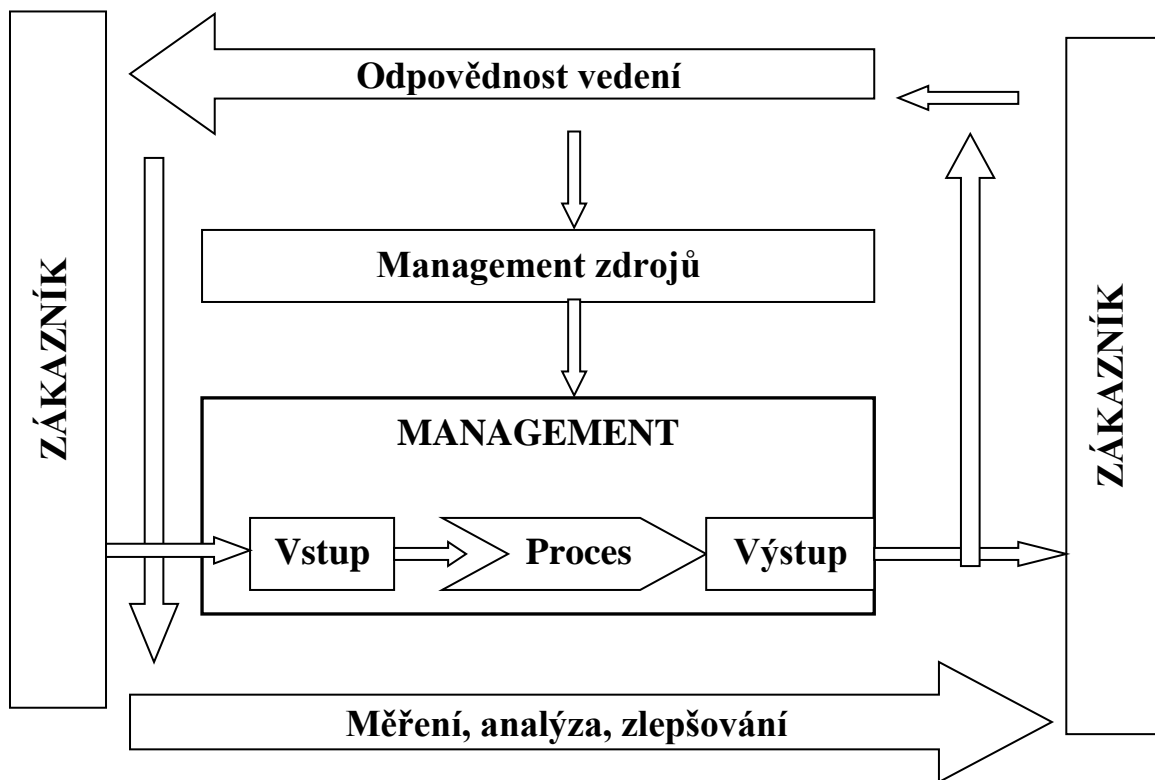 Odpovědnost vedení
ZÁKAZNÍK
Management zdrojů
ZÁKAZNÍK
MANAGEMENT
Vstup
Proces
Výstup
Měření, analýza, zlepšování